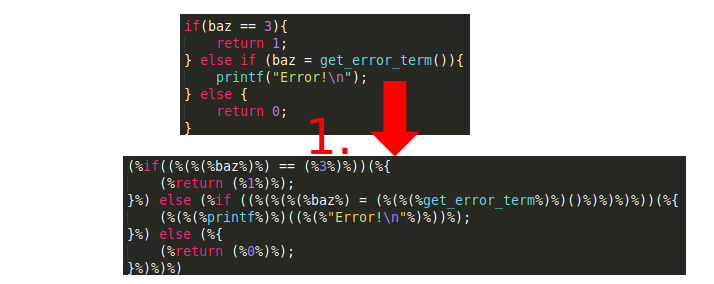 if(baz == 3){
    return 1;
} else if (baz = get_error_term()){
    printf("Error!\n");
} else {
    return 0;
}
1.
(%if((%(%(%baz%)%) == (%3%)%))(%{
    (%return (%1%)%);
}%) else (%if ((%(%(%(%baz%) = (%(%(%get_error_term%)%)()%)%)%)%))(%{
    (%(%(%printf%)%)((%(%"Error!\n"%)%))%);
}%) else (%{
    (%return (%0%)%);
}%)%)%)